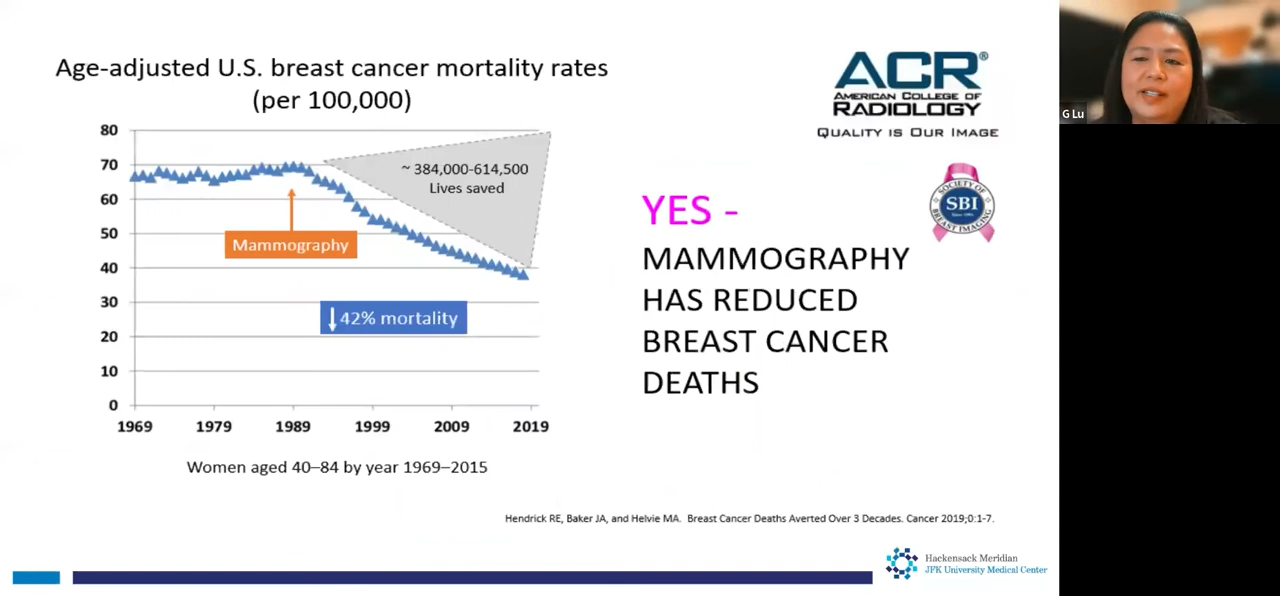 Age-adjusted U.S. breast cancer mortality rates
(per 100,000)
80
70
60
50
40
30
20
10
0
1969
1979
1989
1999
2009
2019
~ 384,000-614,500
Lives saved
Mammography
↓42% mortality
Women aged 40–84 by year 1969–2015
ACR®
AMERICAN COLLEGE OF
RADIOLOGY
QUALITY IS OUR IMAGE
SOCIETY OF
SBI
BREAST IMAGING
YES -
MAMMOGRAPHY
HAS REDUCED
BREAST CANCER
DEATHS
Hendrick RE, Baker JA, and Helvie MA. Breast Cancer Deaths Averted Over 3 Decades. Cancer 2019;0:1-7.
Hackensack Meridian
JFK University Medical Center
G Lu